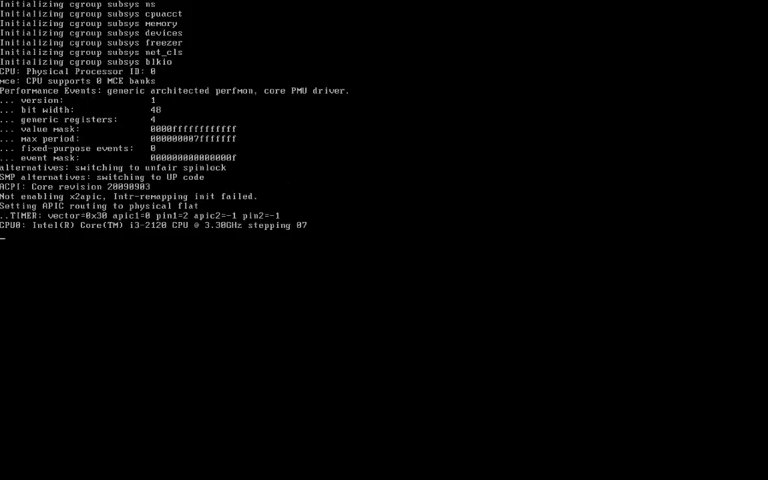 Initializing cgroup subsys ns
Initializing cgroup subsys cpuacct
Initializing cgroup subsys memory
Initializing cgroup subsys devices
Initializing cgroup subsys freezer
Initializing cgroup subsys net_cls
Initializing cgroup subsys blkio
CPU: Physical Processor ID: 0
mce: CPU supports 0 MCE banks
Performance Events: generic architected perfmon, core PMU driver.
... version: 1
... bit width: 48
... generic registers: 4
... value mask: 0000ffffffffffff
... max period: 000000007fffffff
... fixed-purpose events: 0
... event mask: 000000000000000f
alternatives: switching to unfair spinlock
SMP alternatives: switching to UP code
ACPI: Core revision 20090903
Not enabling x2apic, Intr-remapping init failed.
Setting APIC routing to physical flat
..TIMER: vector=0x30 apic1=0 pin1=2 apic2=-1 pin2=-1
CPU0: Intel(R) Core(TM) i3-2120 CPU @ 3.30GHz stepping 07